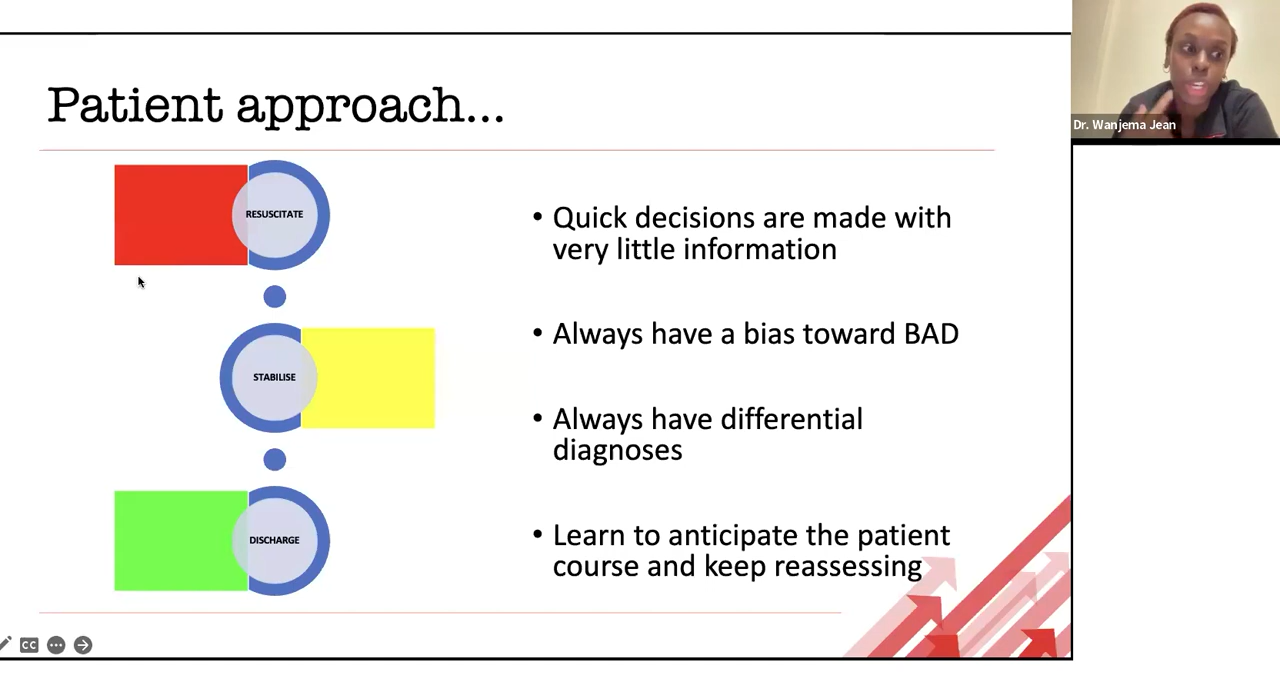 Patient approach...
RESUSCITATE
STABILISE
DISCHARGE
• Quick decisions are made with
very little information
• Always have a bias toward BAD
• Always have differential
diagnoses
• Learn to anticipate the patient
course and keep reassessing
Dr. Wanjema Jean
CC